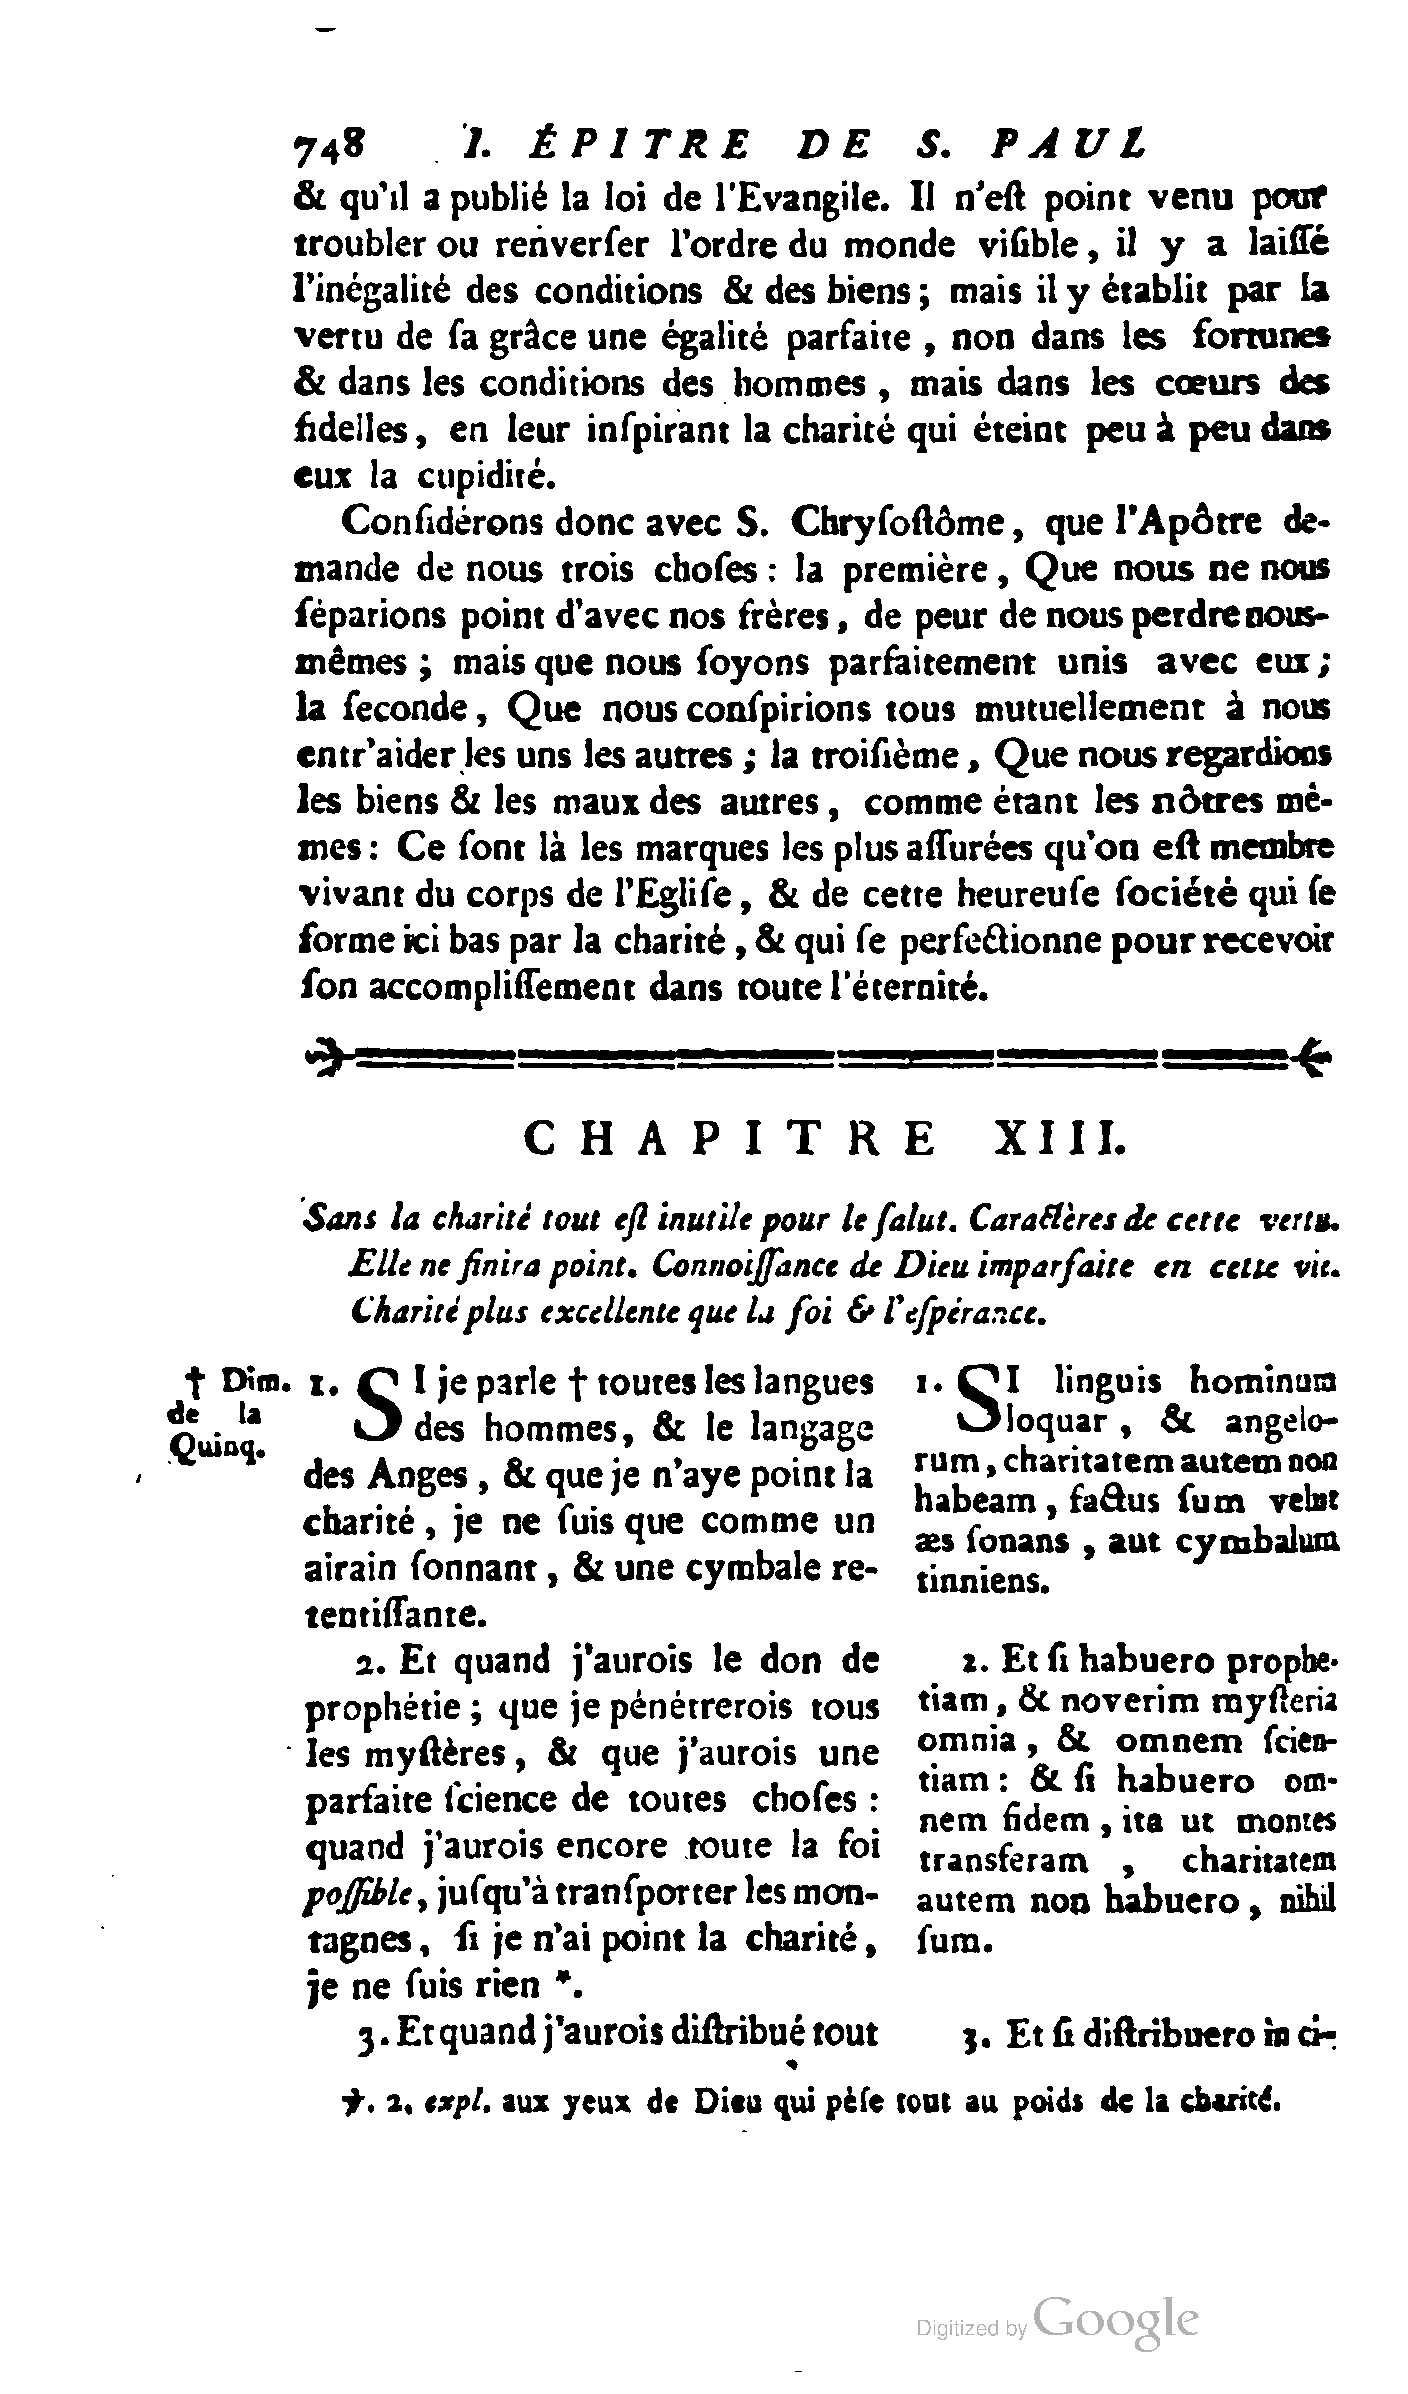 748 I. ÉPITRE DE S. PAUL
& qu'il a publié la loi de l'Evangile. Il n'eſt point venu pour
troubler ou renverſer l'ordre du monde viſible, il y a laiſſé
l'inégalité des conditions & des biens; mais il y établit par la
vertu de ſa grâce une égalité parfaite, non dans les fortunes
& dans les conditions des hommes, mais dans les cœurs des
fidelles, en leur inſpirant la charité qui éteint peu à peu dans
eux la cupidité.
Conſidérons donc avec S. Chryſoſtôme, que l'Apôtre de-
mande de nous trois choſes: la première, Que nous ne nous
ſéparions point d'avec nos frères, de peur de nous perdre nous-
mêmes; mais que nous ſoyons parfaitement unis avec eux;
la ſeconde, Que nous conſpirions tous mutuellement à nous
entr'aider les uns les autres; la troiſième, Que nous regardions
les biens & les maux des autres, comme étant les nôtres mê-
mes: Ce ſont là les marques les plus aſſurées qu'on eſt membre
vivant du corps de l'Egliſe, & de cette heureuſe ſociété qui ſe
forme ici bas par la charité, & qui ſe perfectionne pour recevoir
ſon accompliſſement dans toute l'éternité.
CHAPITRE XIII.
Sans la charité tout eſt inutile pour le ſalut. Caractères de cette vertu.
Elle ne finira point. Connoiſſance de Dieu imparfaite en cette vie.
Charité plus excellente que la foi & l'eſpérance.
† Dim.
de la
Quinq.
1. SI je parle † toutes les langues
des hommes, & le langage
des Anges, & que je n'aye point la
charité, je ne ſuis que comme un
airain ſonnant, & une cymbale re-
tentiſſante.
2. Et quand j'aurois le don de
prophétie; que je pénétrerois tous
les myſtères, & que j'aurois une
parfaite ſcience de toutes choſes:
quand j'aurois encore toute la foi
poſſible, juſqu'à tranſporter les mon-
tagnes, ſi je n'ai point la charité,
je ne ſuis rien *.
3. Et quand j'aurois diſtribué tout
1. SI linguis hominum
loquar, & angelo-
rum, charitatem autem non
habeam, factus ſum velut
æs ſonans, aut cymbalum
tinniens.
2. Et ſi habuero prophe-
tiam, & noverim myſteria
omnia, & omnem ſcien-
tiam: & ſi habuero om-
nem fidem, ita ut montes
transferam, charitatem
autem non habuero, nihil
ſum.
3. Et ſi diſtribuero in ci-
℣. 2. expl. aux yeux de Dieu qui pèſe tout au poids de la charité.
Digitized by Google